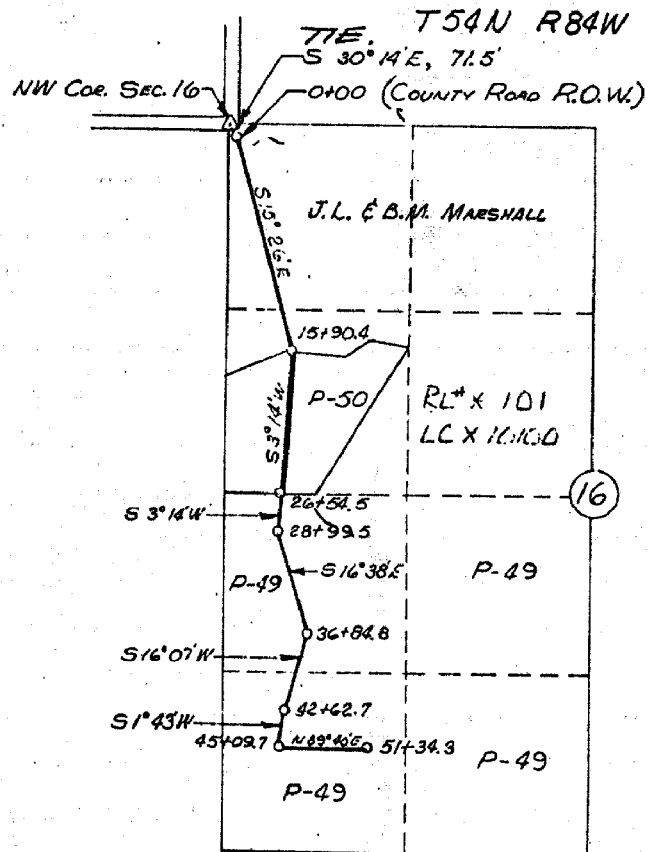 T54N R84W
TIE.
S 30°14'E, 71.5'
NW COR. SEC. 16
0+00 (COUNTY ROAD R.O.W.)
J.L. & B.M. MARSHALL
S 15° 26' E
15+90.4
P-50
RL# X 101
S 3° 14' W
16
26+54.5
S 3° 14' W
28+99.5
P-49
S 16° 38' E
P-49
36+84.8
S 16° 07' W
42+62.7
S 1° 43' W
45+09.7
51+34.3
P-49
P-49